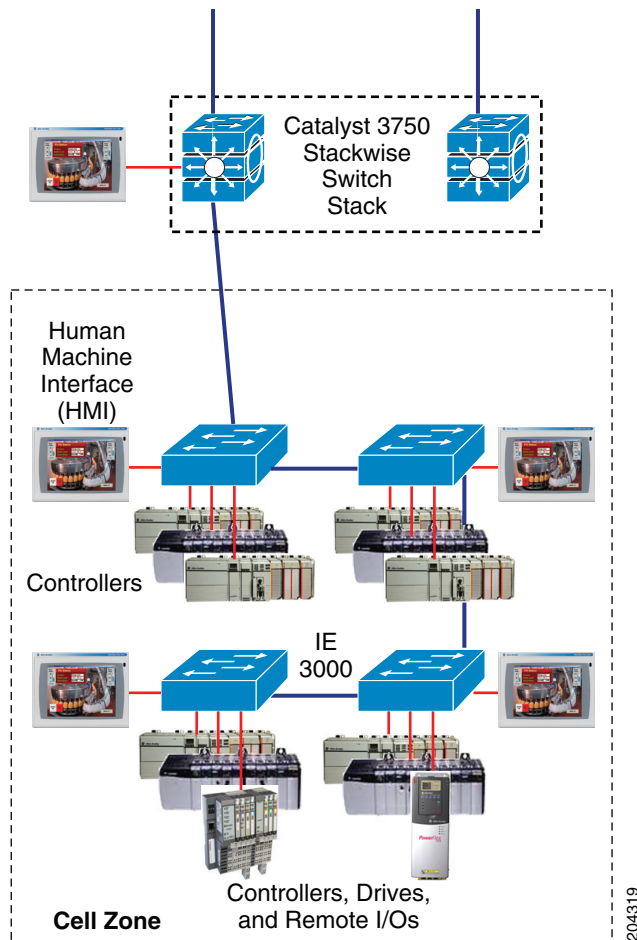 Catalyst 3750
Stackwise
Switch
Stack
Human
Machine
Interface
(HMI)
Controllers
IE
3000
PowerFlex
Controllers, Drives,
and Remote I/Os
Cell Zone
204319